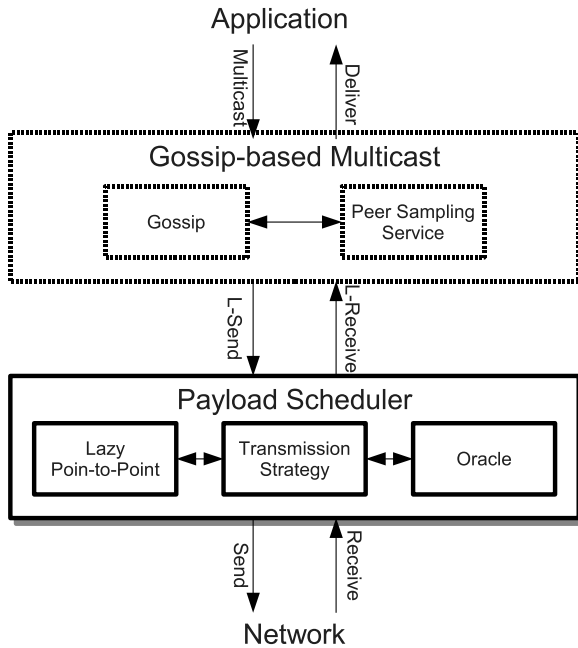 Application
Multicast
Deliver
Gossip-based Multicast
Gossip
Peer Sampling
Service
L-Send
L-Receive
Payload Scheduler
Lazy
Poin-to-Point
Transmission
Strategy
Oracle
Send
Receive
Network